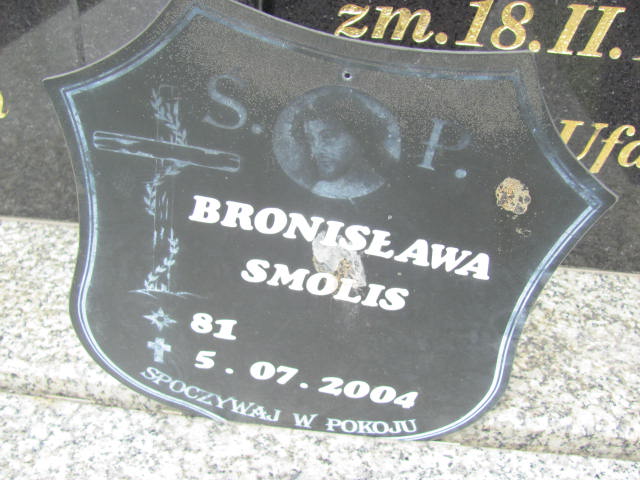 zm. 18. II.
Ufa
S. P.
BRONISŁAWA
SMOLIS
81
5. 07. 2004
SPOCZYWAJ W POKOJU